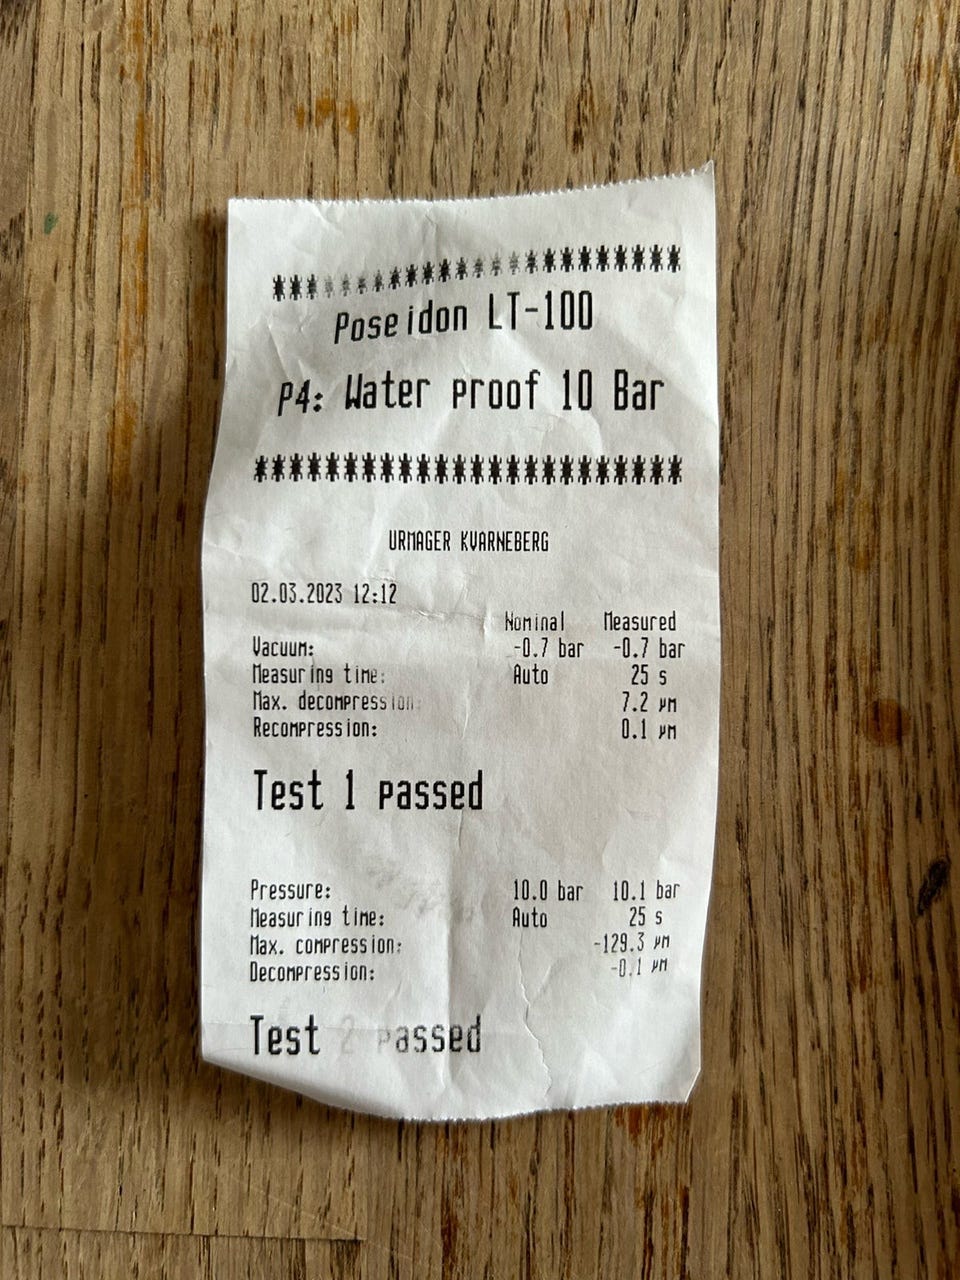 ************************
Poseidon LT-100
P4: Water proof 10 Bar
************************
URMAGER KVARNEBERG
02.03.2023 12:12
Nominal Measured
Vacuum: -0.7 bar -0.7 bar
Measuring time: Auto 25 s
Max. decompression: 7.2 µm
Recompression: 0.1 µm
Test 1 passed
Pressure: 10.0 bar 10.1 bar
Measuring time: Auto 25 s
Max. compression: -129.3 µm
Decompression: -0.1 µm
Test 2 passed